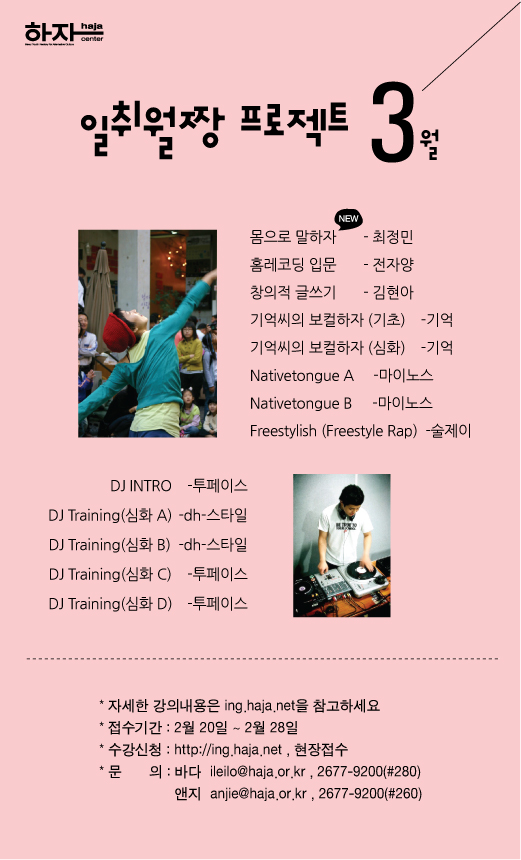 하자 haja center
일취월짱 프로젝트 3월
NEW
몸으로 말하자 - 최정민
홈레코딩 입문 - 전자양
창의적 글쓰기 - 김현아
기억씨의 보컬하자 (기초) -기억
기억씨의 보컬하자 (심화) -기억
Nativetongue A -마이노스
Nativetongue B -마이노스
Freestylish (Freestyle Rap) -술제이
DJ INTRO -투페이스
DJ Training(심화 A) -dh-스타일
DJ Training(심화 B) -dh-스타일
DJ Training(심화 C) -투페이스
DJ Training(심화 D) -투페이스
* 자세한 강의내용은 ing.haja.net을 참고하세요
* 접수기간 : 2월 20일 ~ 2월 28일
* 수강신청 : http://ing.haja.net , 현장접수
* 문 의 : 바다 ileilo@haja.or.kr , 2677-9200(#280)
앤지 anjie@haja.or.kr , 2677-9200(#260)